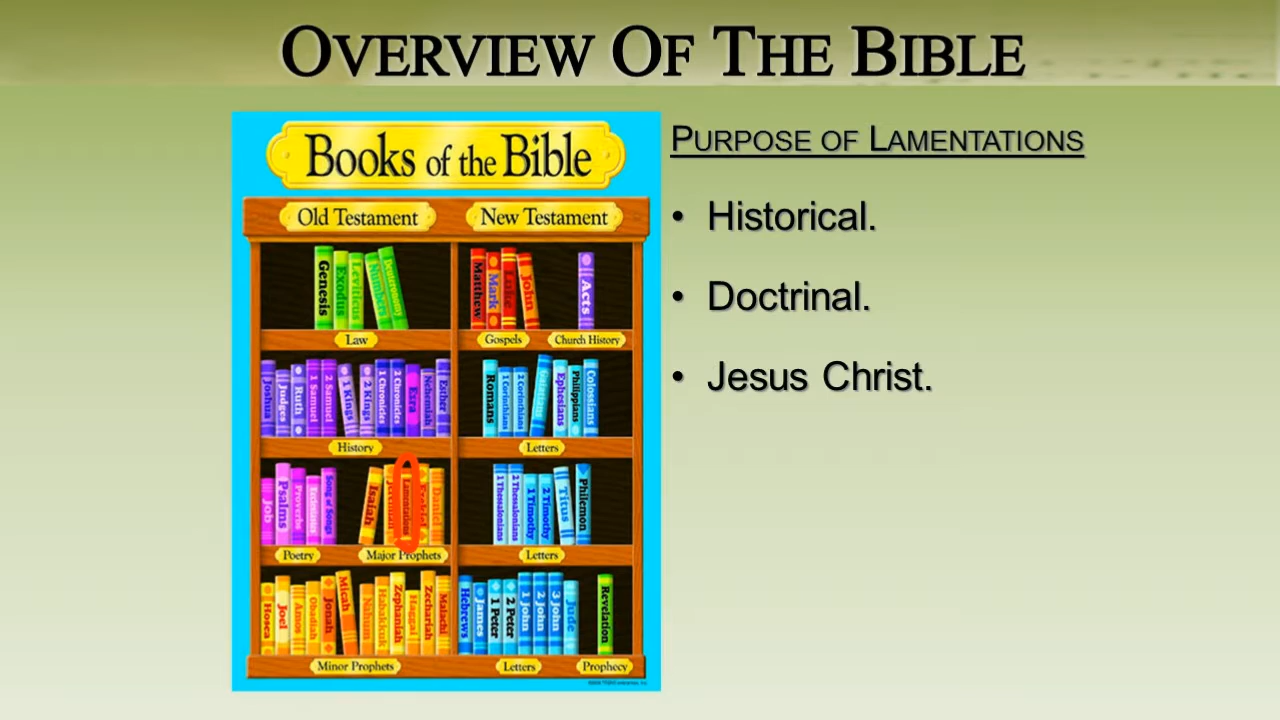 OVERVIEW OF THE BIBLE
Books of the Bible
Old Testament
New Testament
Genesis
Exodus
Leviticus
Numbers
Deuteronomy
Matthew
Mark
Luke
John
Acts
Law
Gospels
Church History
Joshua
Judges
Ruth
1 Samuel
2 Samuel
1 Kings
2 Kings
1 Chronicles
2 Chronicles
Ezra
Nehemiah
Esther
Romans
1 Corinthians
2 Corinthians
Galatians
Ephesians
Philippians
Colossians
History
Letters
Job
Psalms
Proverbs
Ecclesiastes
Song of Songs
Isaiah
Jeremiah
Lamentations
Ezekiel
Daniel
1 Thessalonians
2 Thessalonians
1 Timothy
2 Timothy
Titus
Philemon
Poetry
Major Prophets
Letters
Hosea
Joel
Amos
Obadiah
Jonah
Micah
Nahum
Habakkuk
Zephaniah
Haggai
Zechariah
Malachi
Hebrews
James
1 Peter
2 Peter
1 John
2 John
3 John
Jude
Revelation
Minor Prophets
Letters
Prophecy
PURPOSE OF LAMENTATIONS
• Historical.
• Doctrinal.
• Jesus Christ.